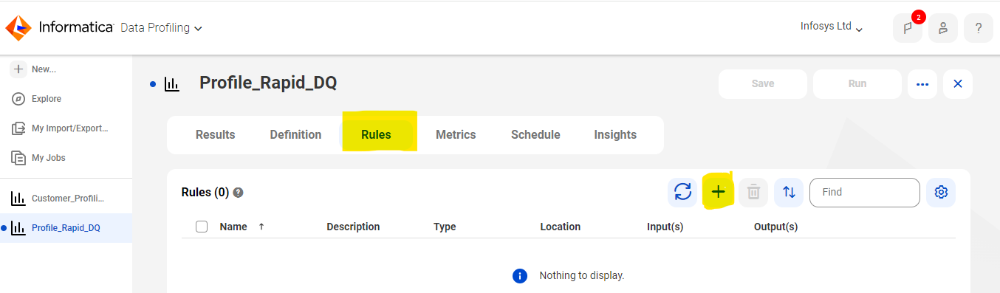 Informatica Data Profiling
Infosys Ltd
2
?
New...
Explore
My Import/Export...
My Jobs
Customer_Profili...
Profile_Rapid_DQ
Profile_Rapid_DQ
Save Run ...
Results Definition Rules Metrics Schedule Insights
Rules (0) ?
Find
Name ↑ Description Type Location Input(s) Output(s)
Nothing to display.